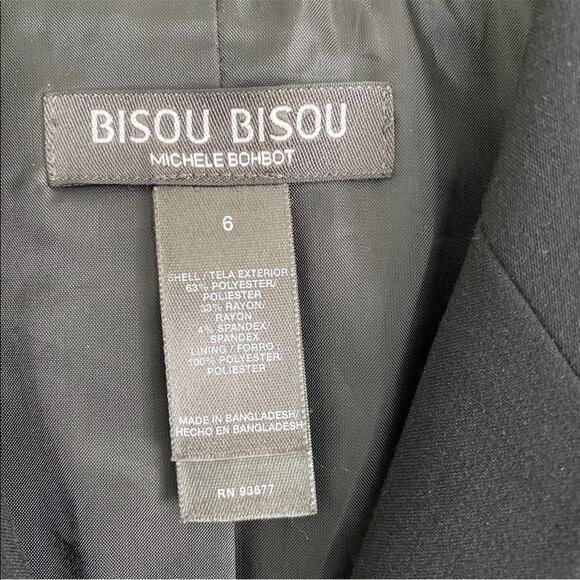 BISOU BISOU
MICHELE BOHBOT
6
SHELL / TELA EXTERIOR :
63% POLYESTER/
POLIESTER
33% RAYON/
RAYON
4% SPANDEX/
SPANDEX
LINING / FORRO :
100% POLYESTER/
POLIESTER
MADE IN BANGLADESH/
HECHO EN BANGLADESH
RN 93677